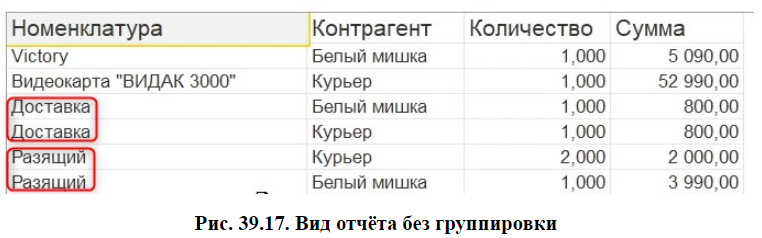 Номенклатура Контрагент Количество Сумма
Victory Белый мишка 1,000 5 090,00
Видеокарта "ВИДАК 3000" Курьер 1,000 52 990,00
Доставка Белый мишка 1,000 800,00
Доставка Курьер 1,000 800,00
Разящий Курьер 2,000 2 000,00
Разящий Белый мишка 1,000 3 990,00
Рис. 39.17. Вид отчёта без группировки